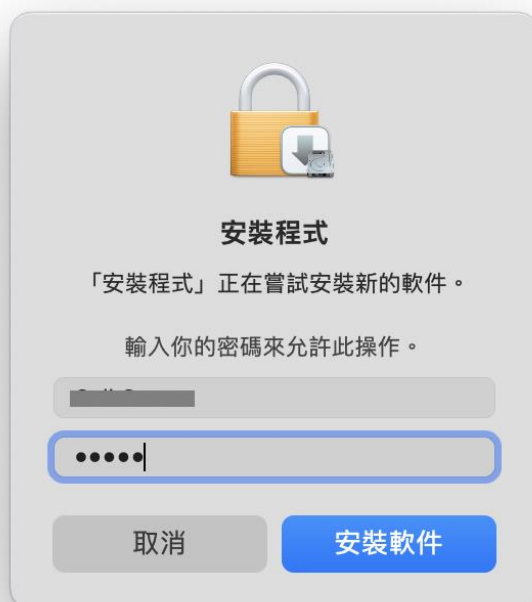 安裝程式
「安裝程式」正在嘗試安裝新的軟件。
輸入你的密碼來允許此操作。
•••••
取消
安裝軟件